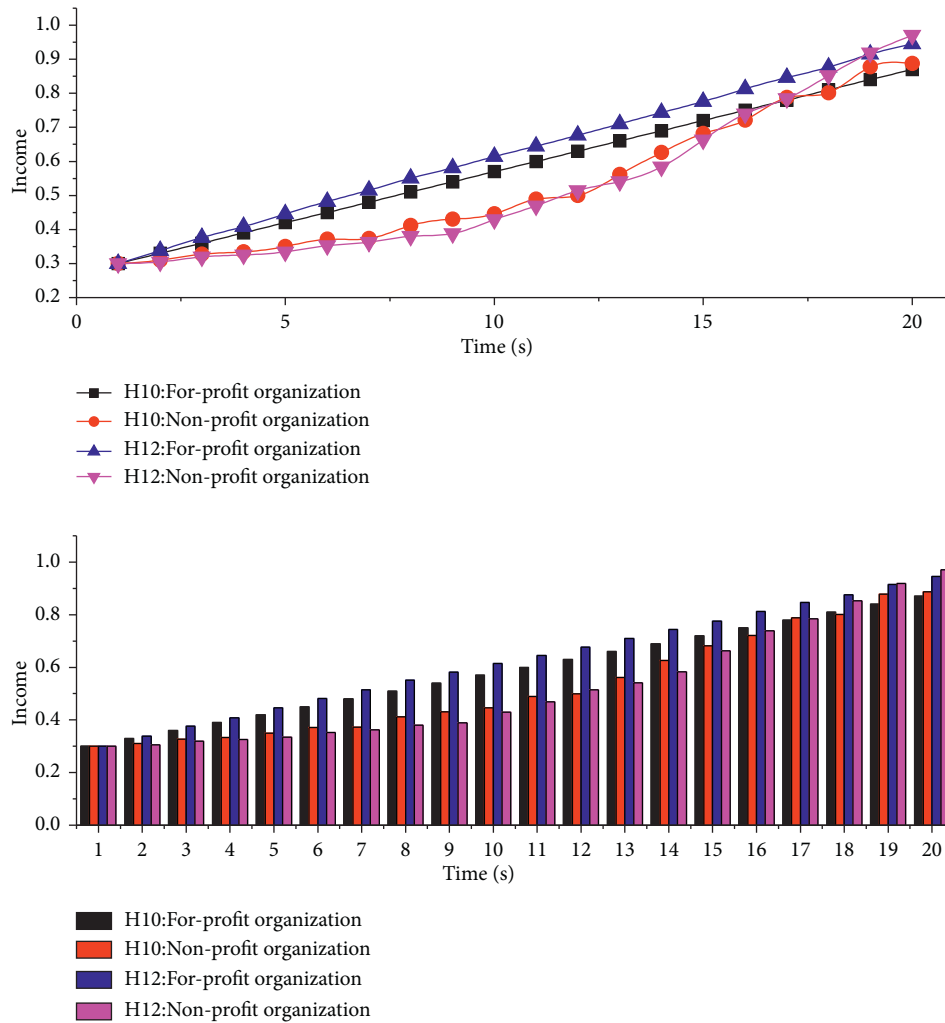 1.0
0.9
0.8
0.7
0.6
0.5
0.4
0.3
0.2
Income
0 5 10 15 20
Time (s)
H10:For-profit organization
H10:Non-profit organization
H12:For-profit organization
H12:Non-profit organization
1.0
0.8
0.6
0.4
0.2
0.0
Income
1 2 3 4 5 6 7 8 9 10 11 12 13 14 15 16 17 18 19 20
Time (s)
H10:For-profit organization
H10:Non-profit organization
H12:For-profit organization
H12:Non-profit organization